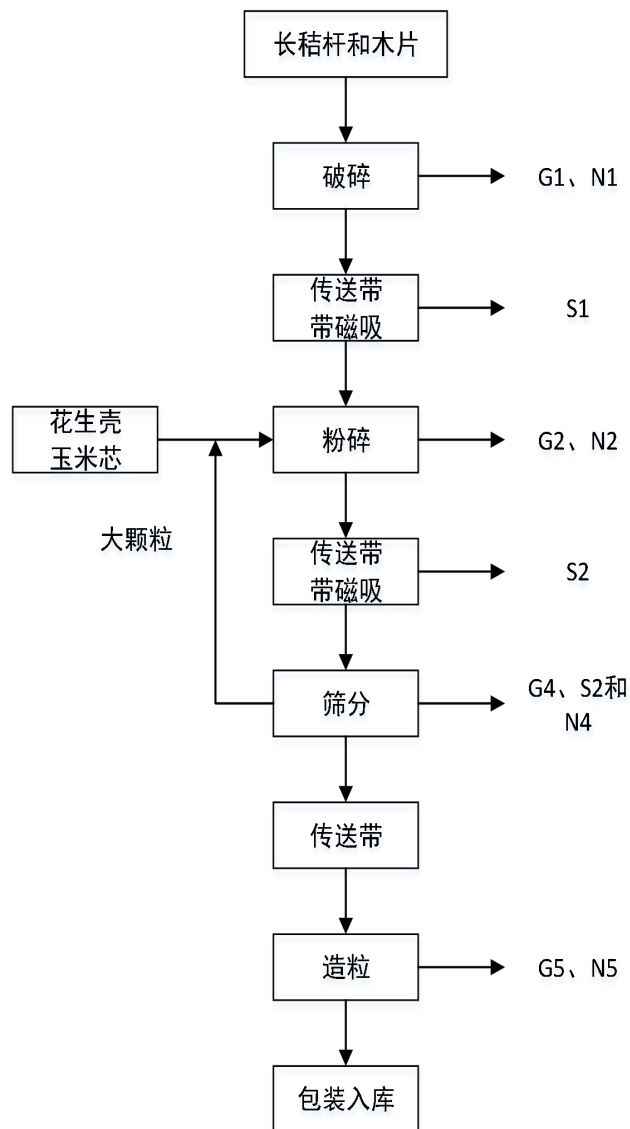 长秸杆和木片
破碎
G1、N1
传送带
带磁吸
S1
花生壳
玉米芯
粉碎
G2、N2
大颗粒
传送带
带磁吸
S2
筛分
G4、S2和
N4
传送带
造粒
G5、N5
包装入库